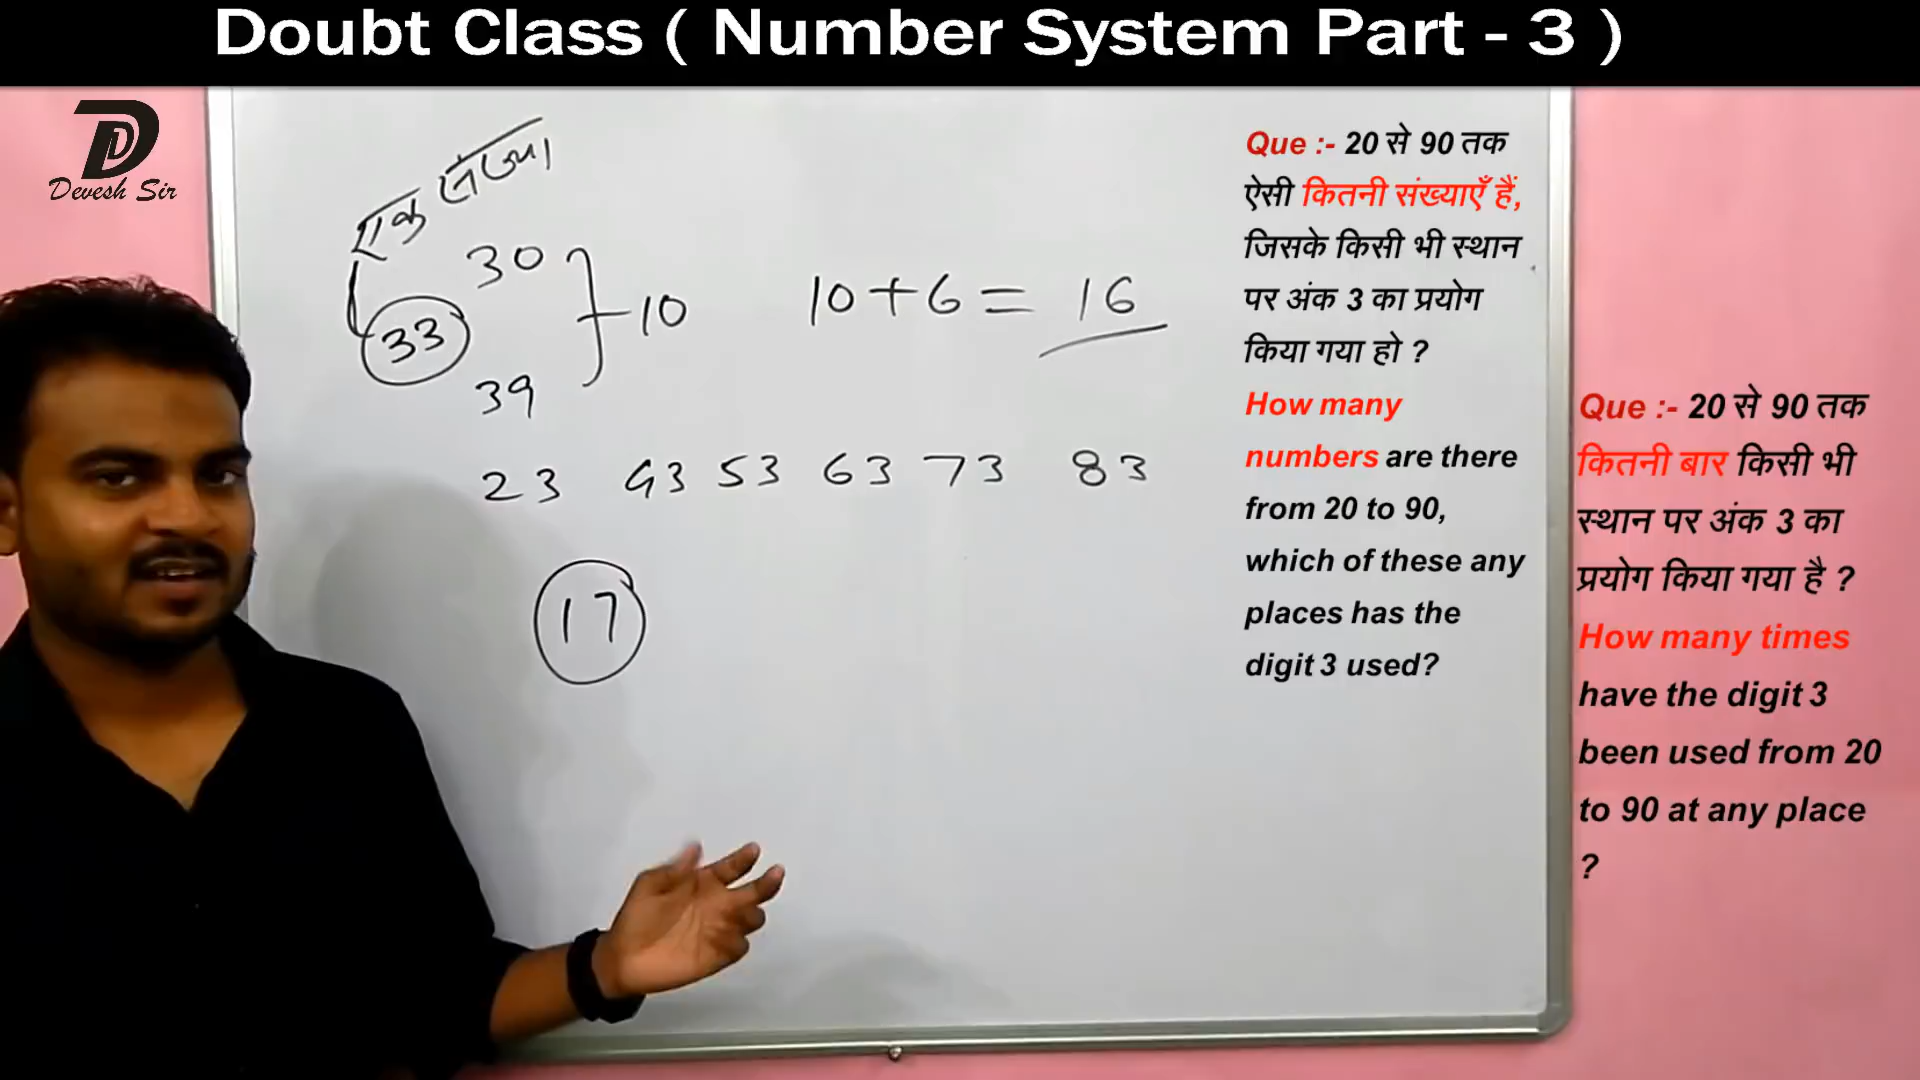 Doubt Class ( Number System Part - 3 )
D
Devesh Sir
एक संख्या
30
33
39
10
10+6=16
23 43 53 63 73 83
17
Que :- 20 से 90 तक
ऐसी कितनी संख्याएँ हैं,
जिसके किसी भी स्थान
पर अंक 3 का प्रयोग
किया गया हो ?
How many
numbers are there
from 20 to 90,
which of these any
places has the
digit 3 used?
Que :- 20 से 90 तक
कितनी बार किसी भी
स्थान पर अंक 3 का
प्रयोग किया गया है ?
How many times
have the digit 3
been used from 20
to 90 at any place
?